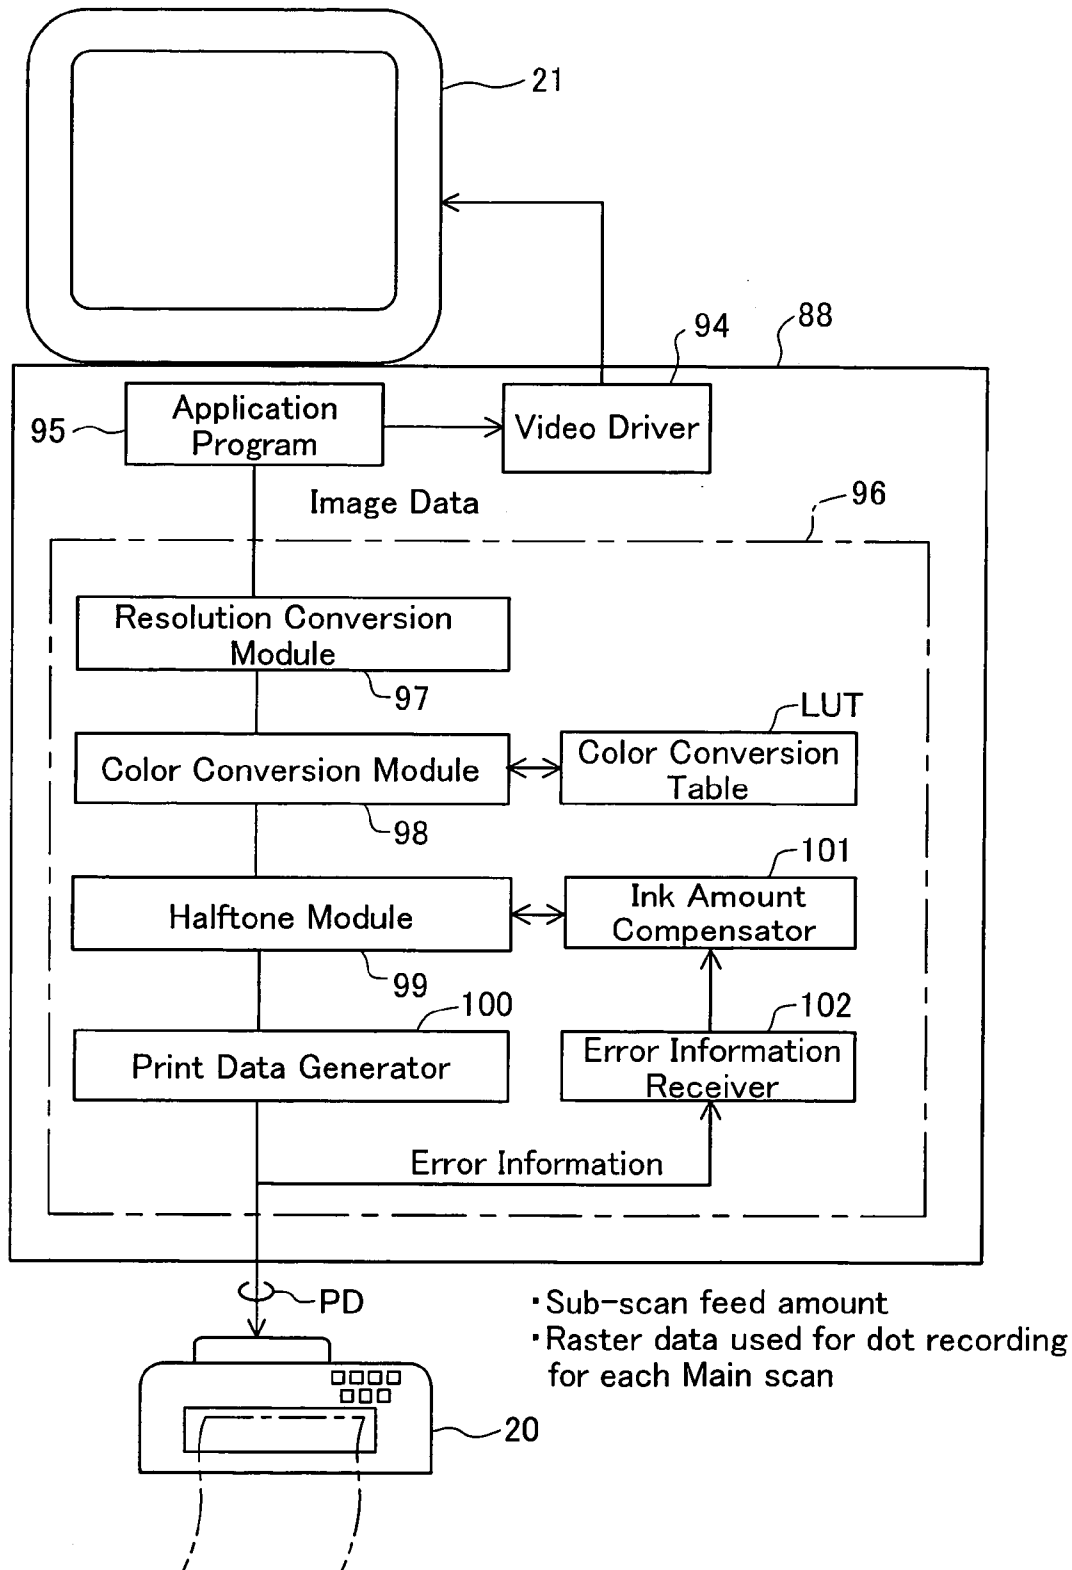 21
88
94
Application
Program
95
Video Driver
Image Data
96
Resolution Conversion
Module
97
LUT
Color Conversion Module
Color Conversion
Table
98
101
Halftone Module
Ink Amount
Compensator
99
100
102
Print Data Generator
Error Information
Receiver
Error Information
PD
・Sub-scan feed amount
・Raster data used for dot recording
for each Main scan
20